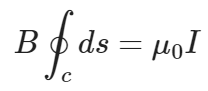 B ∮_c ds = μ₀I